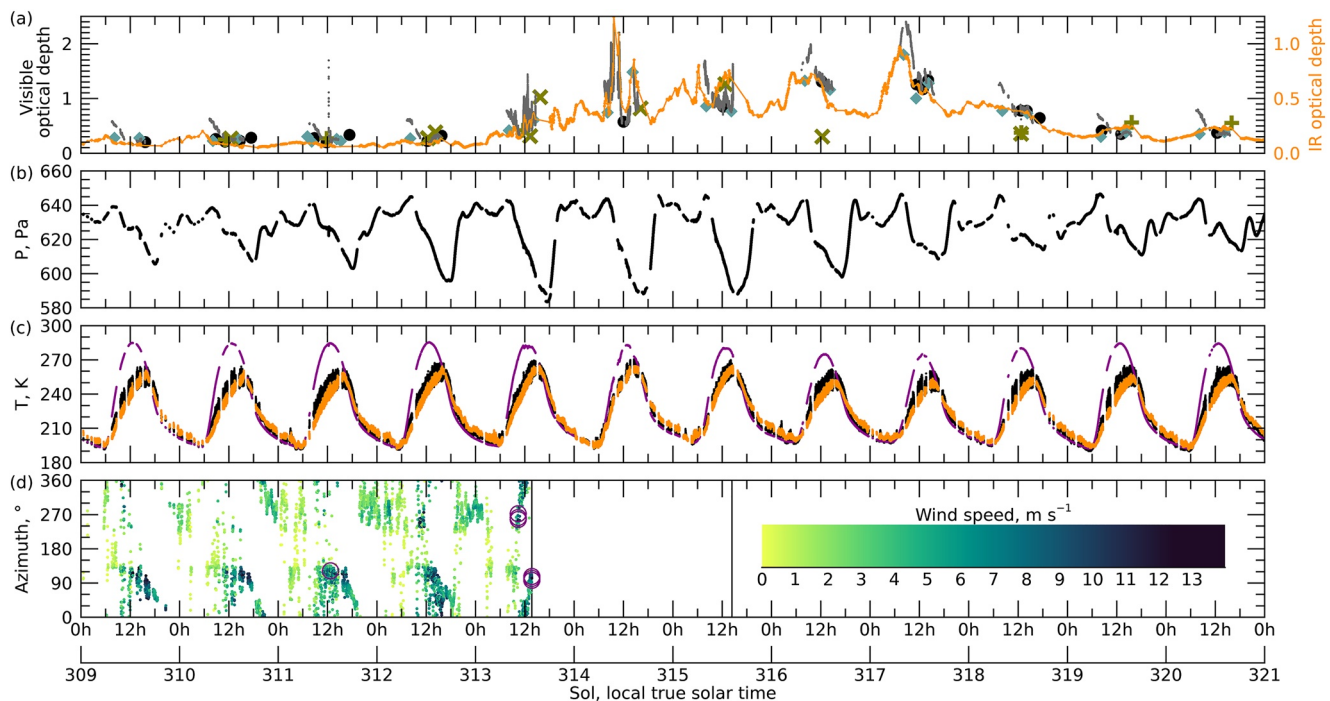 (a)
2
1
0
Visible
optical depth
1.0
0.5
0.0
IR optical depth
(b)
660
640
620
600
580
P, Pa
(c)
300
270
240
210
180
T, K
(d)
360
270
180
90
0
Azimuth, °
Wind speed, m s⁻¹
0 1 2 3 4 5 6 7 8 9 10 11 12 13
0h 12h 0h 12h 0h 12h 0h 12h 0h 12h 0h 12h 0h 12h 0h 12h 0h 12h 0h 12h 0h 12h 0h 12h 0h
309 310 311 312 313 314 315 316 317 318 319 320 321
Sol, local true solar time